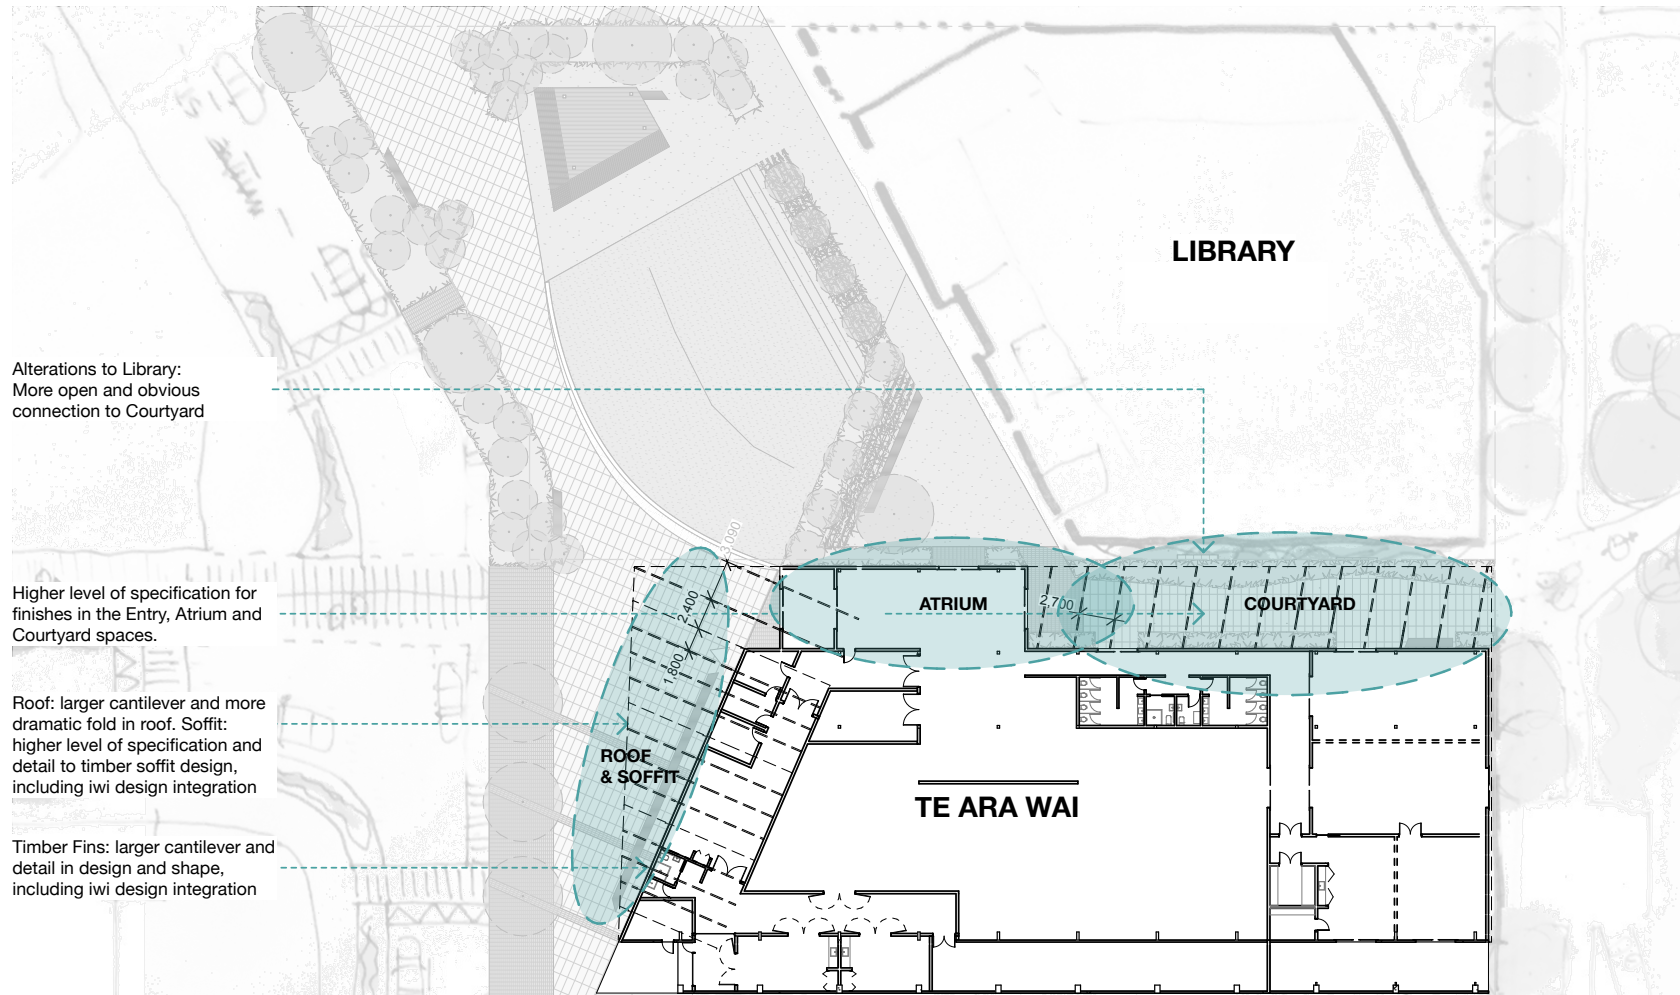 LIBRARY
Alterations to Library:
More open and obvious
connection to Courtyard
Higher level of specification for
finishes in the Entry, Atrium and
Courtyard spaces.
2,400
1,800
ATRIUM
2,700
COURTYARD
Roof: larger cantilever and more
dramatic fold in roof. Soffit:
higher level of specification and
detail to timber soffit design,
including iwi design integration
ROOF
& SOFFIT
TE ARA WAI
Timber Fins: larger cantilever and
detail in design and shape,
including iwi design integration